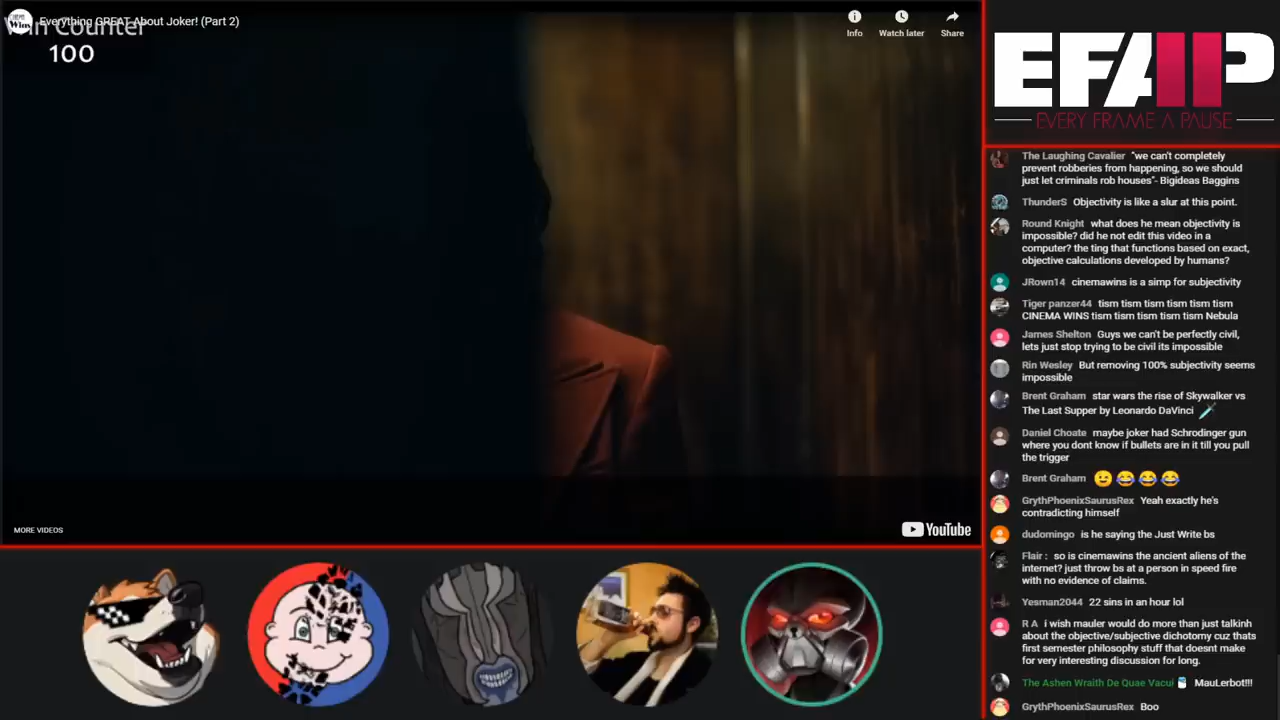 Everything GREAT About Joker! (Part 2)
Win Counter
100
Info
Watch later
Share
MORE VIDEOS
YouTube
EFAP
EVERY FRAME A PAUSE
The Laughing Cavalier "we can't completely
prevent robberies from happening, so we should
just let criminals rob houses"- Bigideas Baggins
ThunderS Objectivity is like a slur at this point.
Round Knight what does he mean objectivity is
impossible? did he not edit this video in a
computer? the ting that functions based on exact,
objective calculations developed by humans?
JRown14 cinemawins is a simp for subjectivity
Tiger panzer44 tism tism tism tism tism tism
CINEMA WINS tism tism tism tism Nebula
James Shelton Guys we can't be perfectly civil,
lets just stop trying to be civil its impossible
Rin Wesley But removing 100% subjectivity seems
impossible
Brent Graham star wars the rise of Skywalker vs
The Last Supper by Leonardo DaVinci
Daniel Choate maybe joker had Schrodinger gun
where you dont know if bullets are in it till you pull
the trigger
Brent Graham
GrythPhoenixSaurusRex Yeah exactly he's
contradicting himself
dudomingo is he saying the Just Write bs
Flair : so is cinemawins the ancient aliens of the
internet? just throw bs at a person in speed fire
with no evidence of claims.
Yesman2044 22 sins in an hour lol
R A i wish mauler would do more than just talkinh
about the objective/subjective dichotomy cuz thats
first semester philosophy stuff that doesnt make
for very interesting discussion for long.
The Ashen Wraith De Quae Vacui MauLerbot!!!
GrythPhoenixSaurusRex Boo